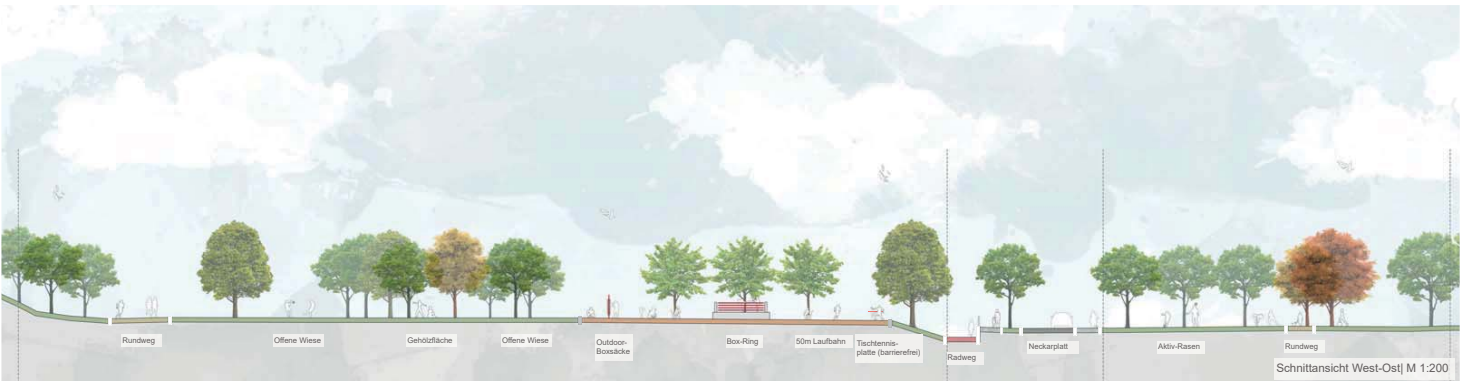 Rundweg
Offene Wiese
Gehölzfläche
Offene Wiese
Outdoor-
Boxsäcke
Box-Ring
50m Laufbahn
Tischtennis-
platte (barrierefrei)
Radweg
Neckarplatt
Aktiv-Rasen
Rundweg
Schnittansicht West-Ost| M 1:200